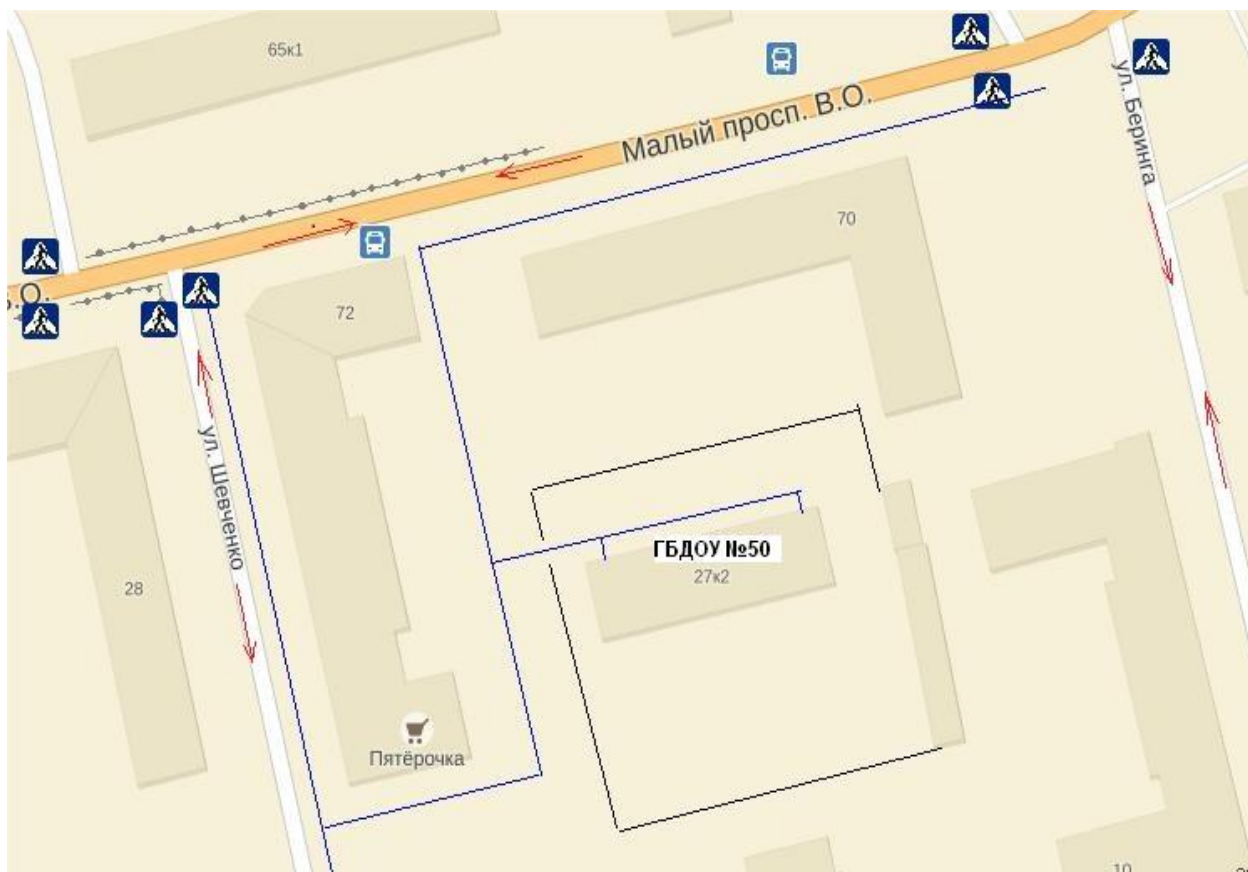 65к1
Малый просп. В.О.
ул. Беринга
70
В.О.
72
ул. Шевченко
ГБДОУ №50
27к2
28
Пятёрочка
10